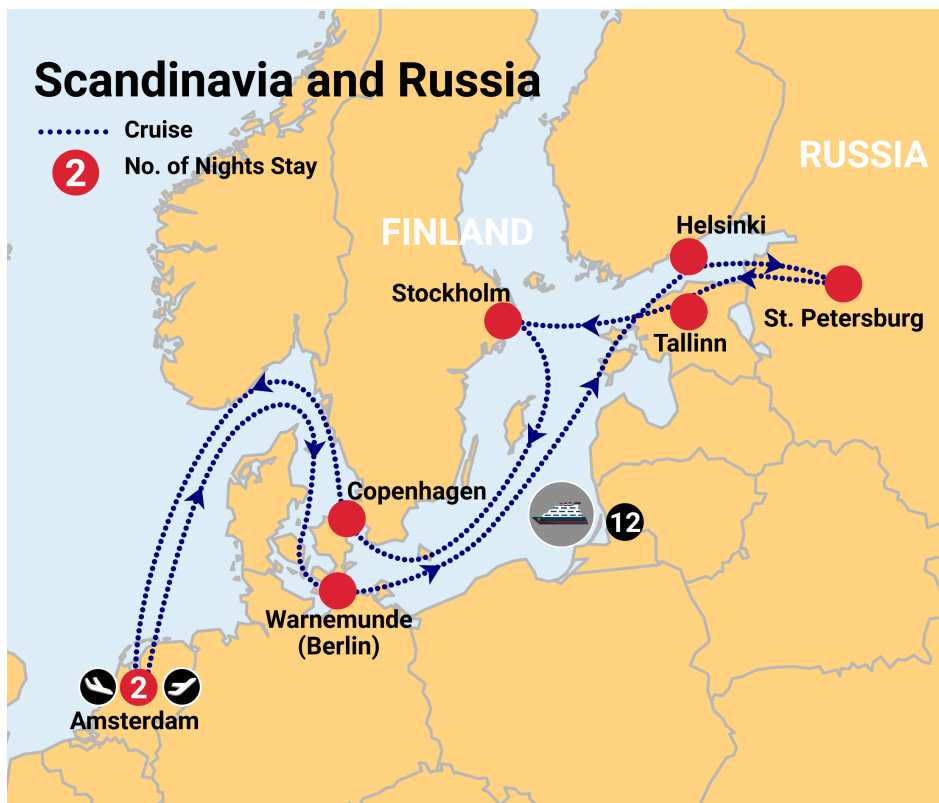 Scandinavia and Russia
Cruise
2
No. of Nights Stay
RUSSIA
FINLAND
Helsinki
Stockholm
St. Petersburg
Tallinn
Copenhagen
12
Warnemunde
(Berlin)
2
Amsterdam